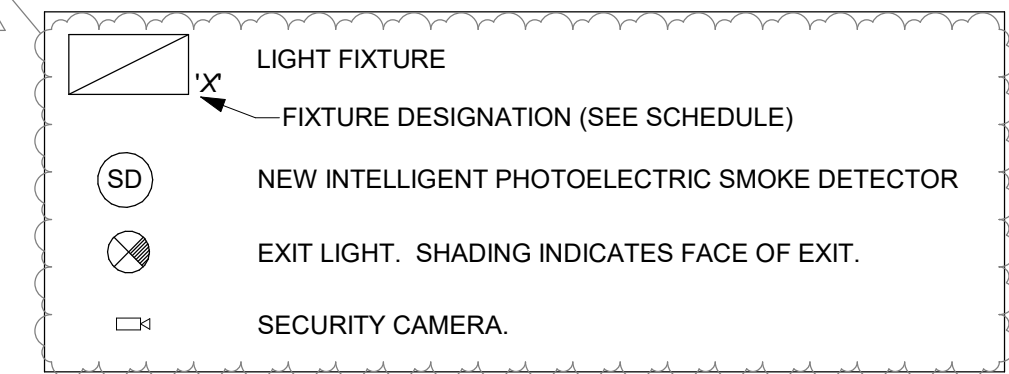 LIGHT FIXTURE
'X'
FIXTURE DESIGNATION (SEE SCHEDULE)
SD NEW INTELLIGENT PHOTOELECTRIC SMOKE DETECTOR
EXIT LIGHT. SHADING INDICATES FACE OF EXIT.
SECURITY CAMERA.